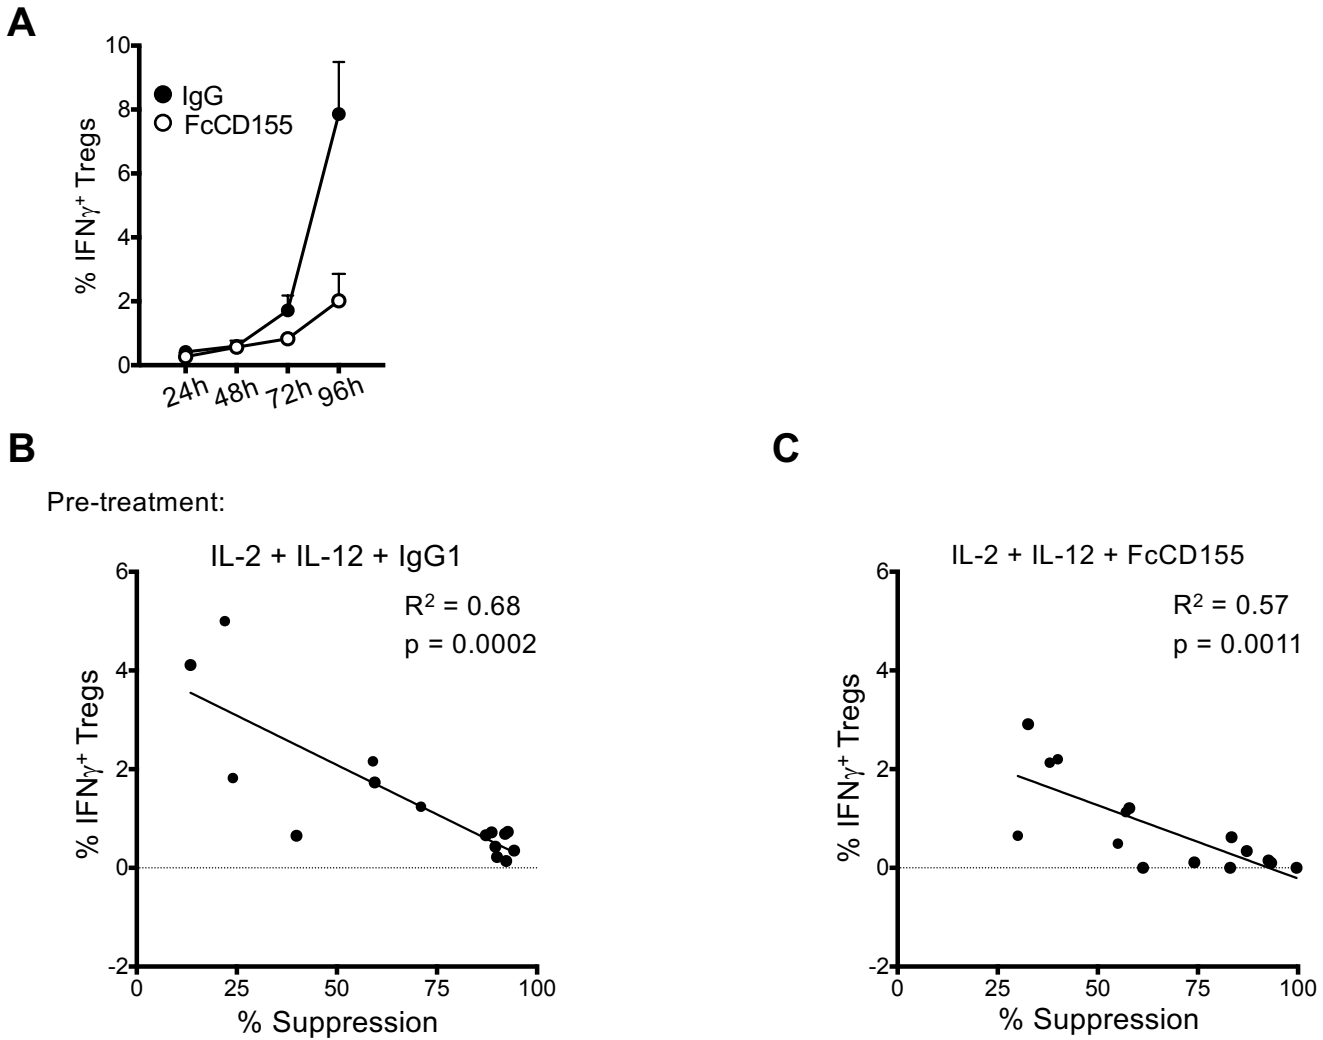 A
10
8
6
4
2
0
% IFNγ⁺ Tregs
IgG
FcCD155
24h 48h 72h 96h
B
Pre-treatment:
IL-2 + IL-12 + IgG1
R² = 0.68
p = 0.0002
6
4
2
0
-2
% IFNγ⁺ Tregs
0 25 50 75 100
% Suppression
C
IL-2 + IL-12 + FcCD155
R² = 0.57
p = 0.0011
6
4
2
0
-2
% IFNγ⁺ Tregs
0 25 50 75 100
% Suppression